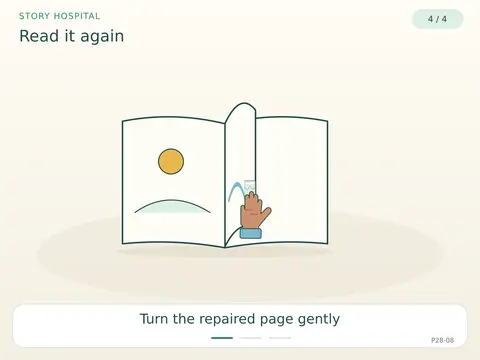 STORY HOSPITAL
4 / 4
Read it again
Turn the repaired page gently
P28-08